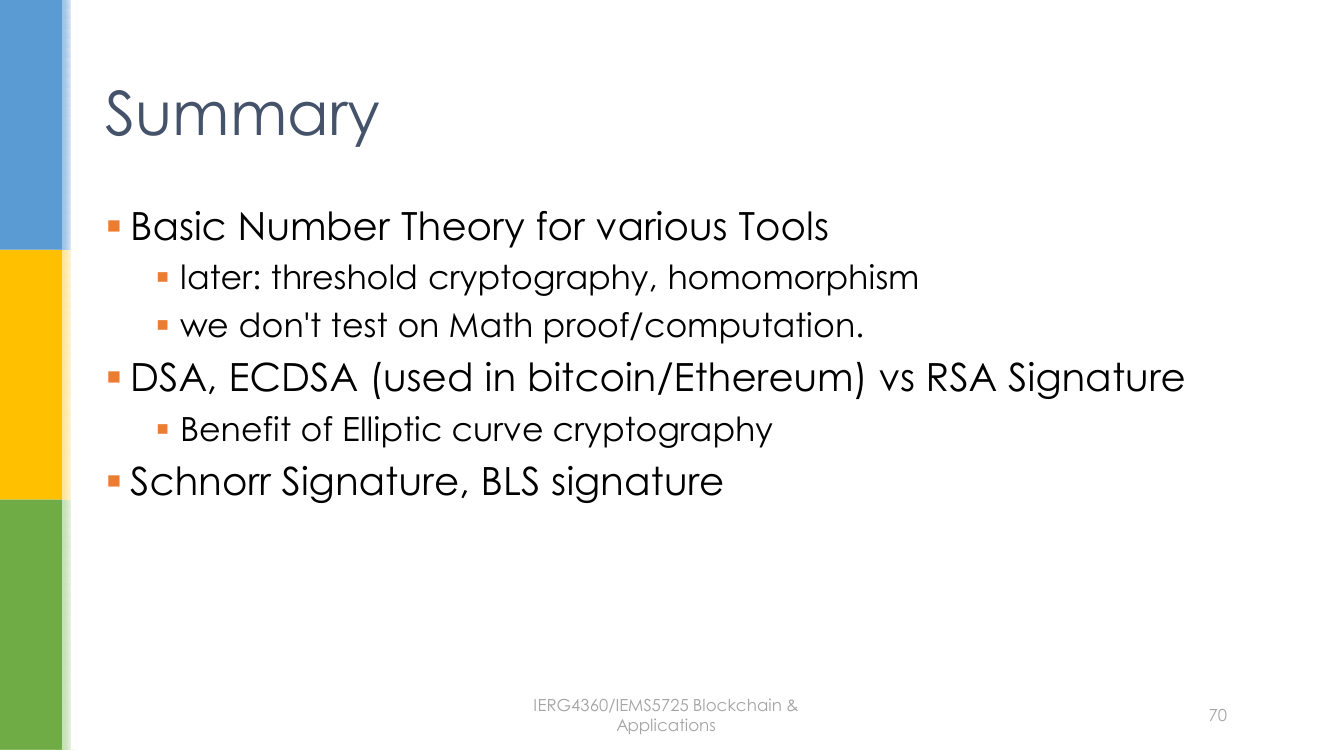 Summary
Basic Number Theory for various Tools
later: threshold cryptography, homomorphism
we don't test on Math proof/computation.
DSA, ECDSA (used in bitcoin/Ethereum) vs RSA Signature
Benefit of Elliptic curve cryptography
Schnorr Signature, BLS signature
IERG4360/IEMS5725 Blockchain &
Applications
70